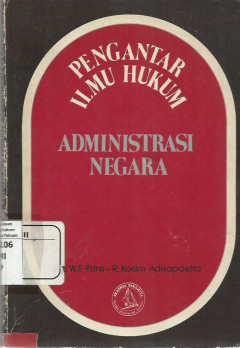 PENGANTAR
ILMU HUKUM
ADMINISTRASI
NEGARA
W.F. Prins - R. Kosim Adisapoetra